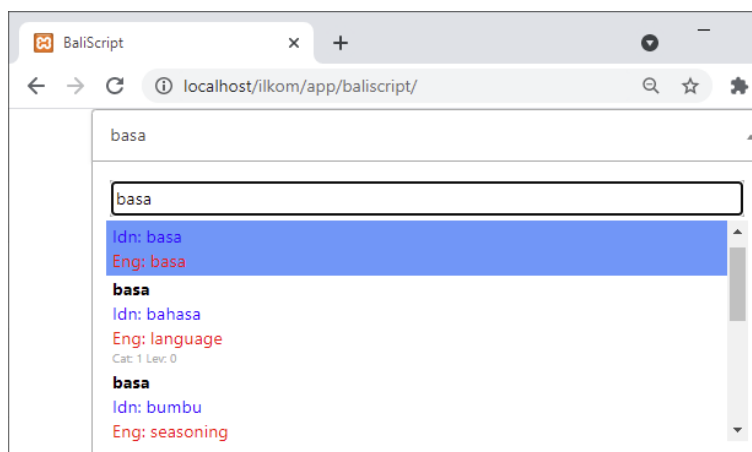 BaliScript
localhost/ilkom/app/baliscript/
basa
basa
Idn: basa
Eng: basa
basa
Idn: bahasa
Eng: language
Cat: 1 Lev: 0
basa
Idn: bumbu
Eng: seasoning